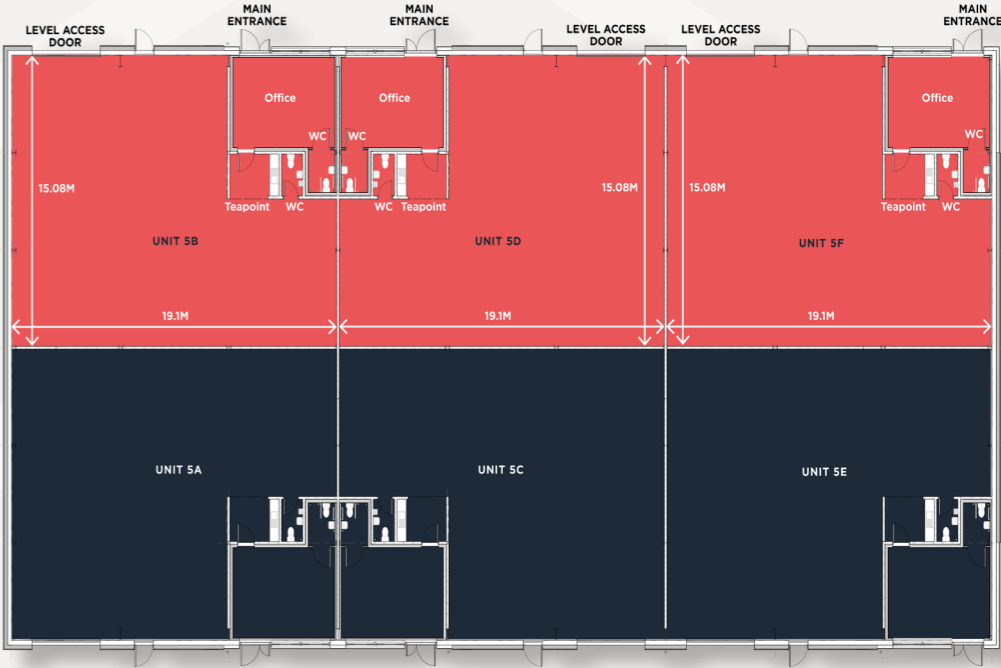 MAIN
ENTRANCE
MAIN
ENTRANCE
MAIN
ENTRANCE
LEVEL ACCESS
DOOR
LEVEL ACCESS
DOOR
LEVEL ACCESS
DOOR
Office
Office
Office
WC
WC
WC
15.08M
15.08M
15.08M
Teapoint
WC
WC
Teapoint
Teapoint
WC
UNIT 5B
UNIT 5D
UNIT 5F
19.1M
19.1M
19.1M
UNIT 5A
UNIT 5C
UNIT 5E